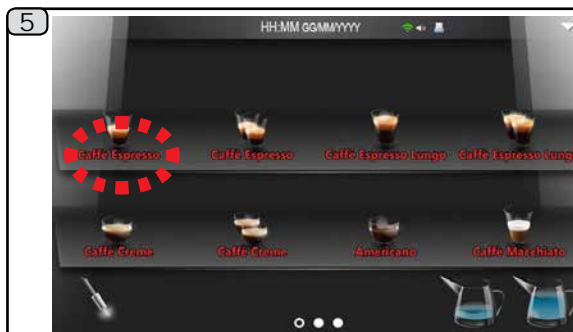 5
HH:MM GG/MM/YYYY
Caffè Espresso Caffè Espresso Caffè Espresso Lungo Caffè Espresso Lung
Caffè Creme Caffè Creme Americano Caffè Macchiato